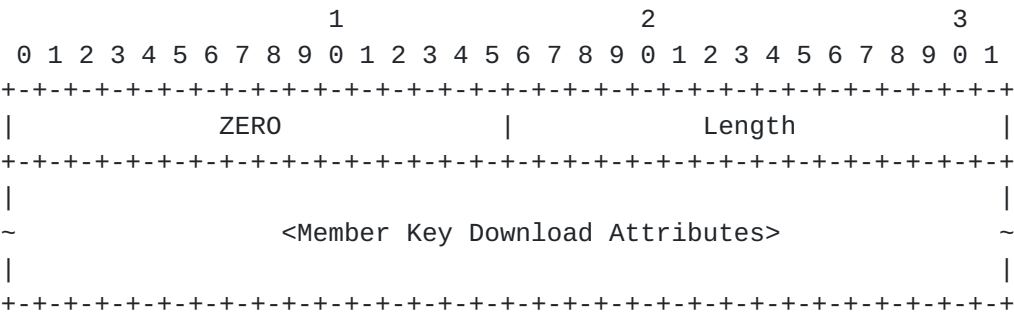 1                   2                   3
 0 1 2 3 4 5 6 7 8 9 0 1 2 3 4 5 6 7 8 9 0 1 2 3 4 5 6 7 8 9 0 1
+-+-+-+-+-+-+-+-+-+-+-+-+-+-+-+-+-+-+-+-+-+-+-+-+-+-+-+-+-+-+-+-+
|             ZERO              |            Length             |
+-+-+-+-+-+-+-+-+-+-+-+-+-+-+-+-+-+-+-+-+-+-+-+-+-+-+-+-+-+-+-+-+
|                                                               |
~                 <Member Key Download Attributes>              ~
|                                                               |
+-+-+-+-+-+-+-+-+-+-+-+-+-+-+-+-+-+-+-+-+-+-+-+-+-+-+-+-+-+-+-+-+